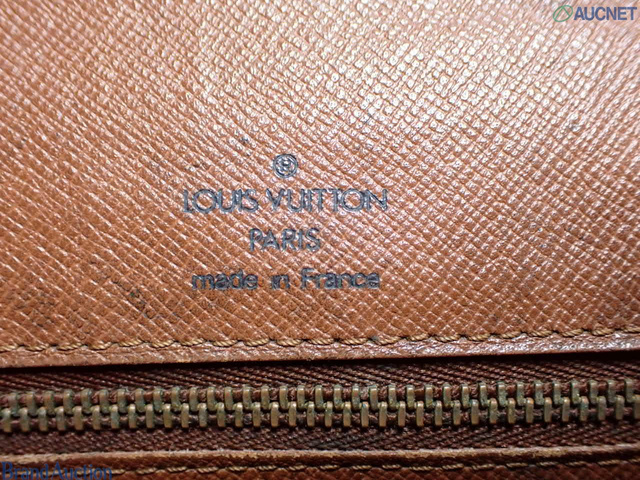 AUCNET
®
LOUIS VUITTON
PARIS
made in France
Brand Auction